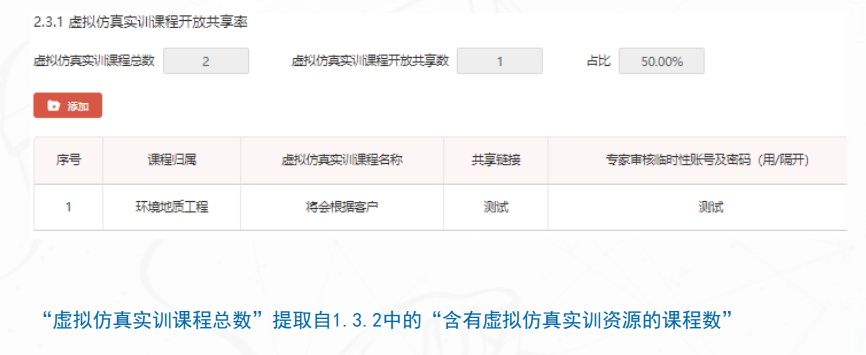 2.3.1 虚拟仿真实训课程开放共享率
虚拟仿真实训课程总数 2 虚拟仿真实训课程开放共享数 1 占比 50.00%
添加
序号 课程归属 虚拟仿真实训课程名称 共享链接 专家审核临时性账号及密码（用/隔开）
1 环境地质工程 将会根据客户 测试 测试
“虚拟仿真实训课程总数”提取自1.3.2中的“含有虚拟仿真实训资源的课程数”